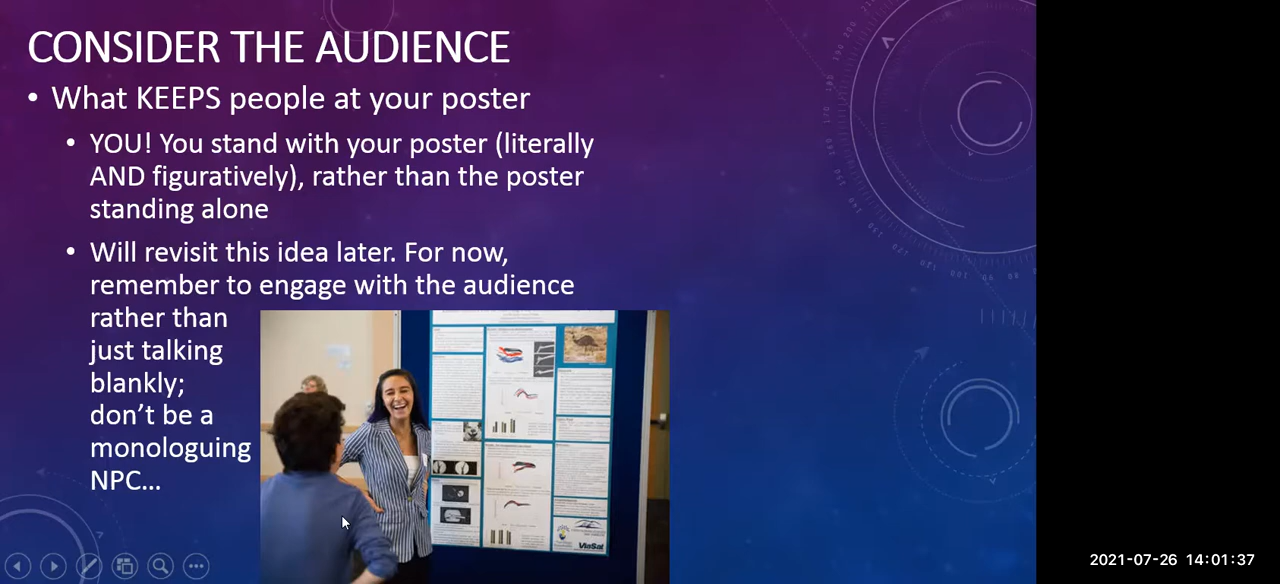 CONSIDER THE AUDIENCE
• What KEEPS people at your poster
• YOU! You stand with your poster (literally
AND figuratively), rather than the poster
standing alone
• Will revisit this idea later. For now,
remember to engage with the audience
rather than
just talking
blankly;
don’t be a
monologuing
NPC...
ViaSat
2021-07-26 14:01:37